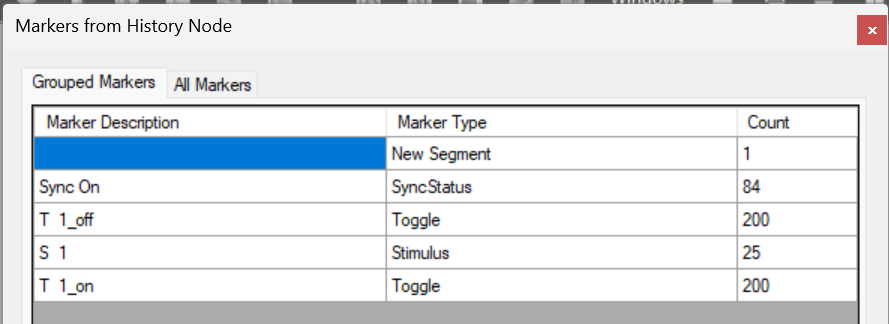 Windows
Markers from History Node
x
Grouped Markers All Markers
Marker Description Marker Type Count
New Segment 1
Sync On SyncStatus 84
T 1_off Toggle 200
S 1 Stimulus 25
T 1_on Toggle 200